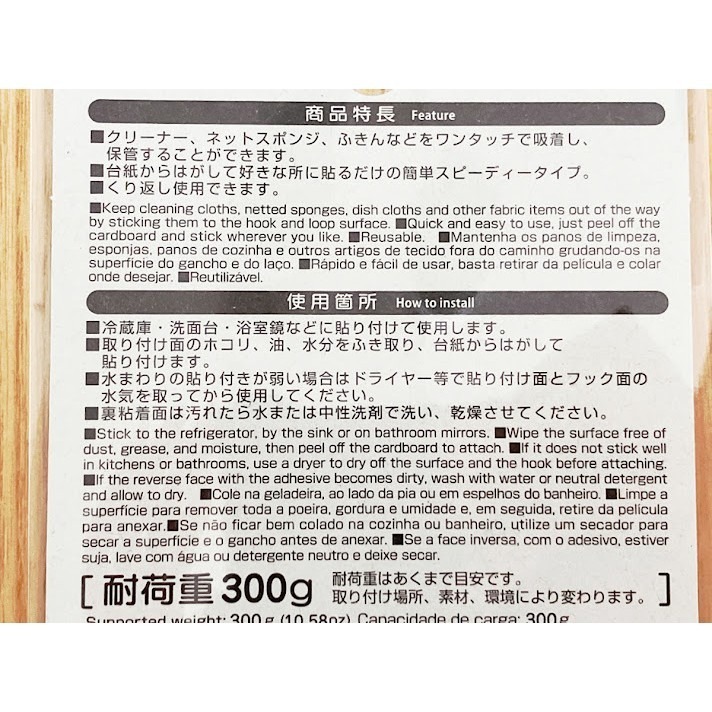 商品特長 Feature
■クリーナー、ネットスポンジ、ふきんなどをワンタッチで吸着し、
保管することができます。
■台紙からはがして好きな所に貼るだけの簡単スピーディータイプ。
■くり返し使用できます。
■Keep cleaning cloths, netted sponges, dish cloths and other fabric items out of the way
by sticking them to the hook and loop surface. ■Quick and easy to use, just peel off the
cardboard and stick wherever you like. ■Reusable. ■Mantenha os panos de limpeza,
esponjas, panos de cozinha e outros artigos de tecido fora do caminho grudando-os na
superfície do gancho e do laço. ■Rápido e fácil de usar, basta retirar da película e colar
onde desejar. ■Reutilizável.
使用箇所 How to install
■冷蔵庫・洗面台・浴室鏡などに貼り付けて使用します。
■取り付け面のホコリ、油、水分をふき取り、台紙からはがして
貼り付けます。
■水まわりの貼り付きが弱い場合はドライヤー等で貼り付け面とフック面の
水気を取ってから使用してください。
■裏粘着面は汚れたら水または中性洗剤で洗い、乾燥させてください。
■Stick to the refrigerator, by the sink or on bathroom mirrors. ■Wipe the surface free of
dust, grease, and moisture, then peel off the cardboard to attach. ■If it does not stick well
in kitchens or bathrooms, use a dryer to dry off the surface and the hook before attaching.
■If the reverse face with the adhesive becomes dirty, wash with water or neutral detergent
and allow to dry. ■Cole na geladeira, ao lado da pia ou em espelhos do banheiro. ■Limpe a
superfície para remover toda a poeira, gordura e umidade e, em seguida, retire da película
para anexar. ■Se não ficar bem colado na cozinha ou banheiro, utilize um secador para
secar a superfície e o gancho antes de anexar. ■Se a face inversa, com o adesivo, estiver
suja, lave com água ou detergente neutro e deixe secar.
[耐荷重 300g 耐荷重はあくまで目安です。
取り付け場所、素材、環境により変わります。]
Supported weight: 300g (10.58oz) Capacidade de carga: 300g